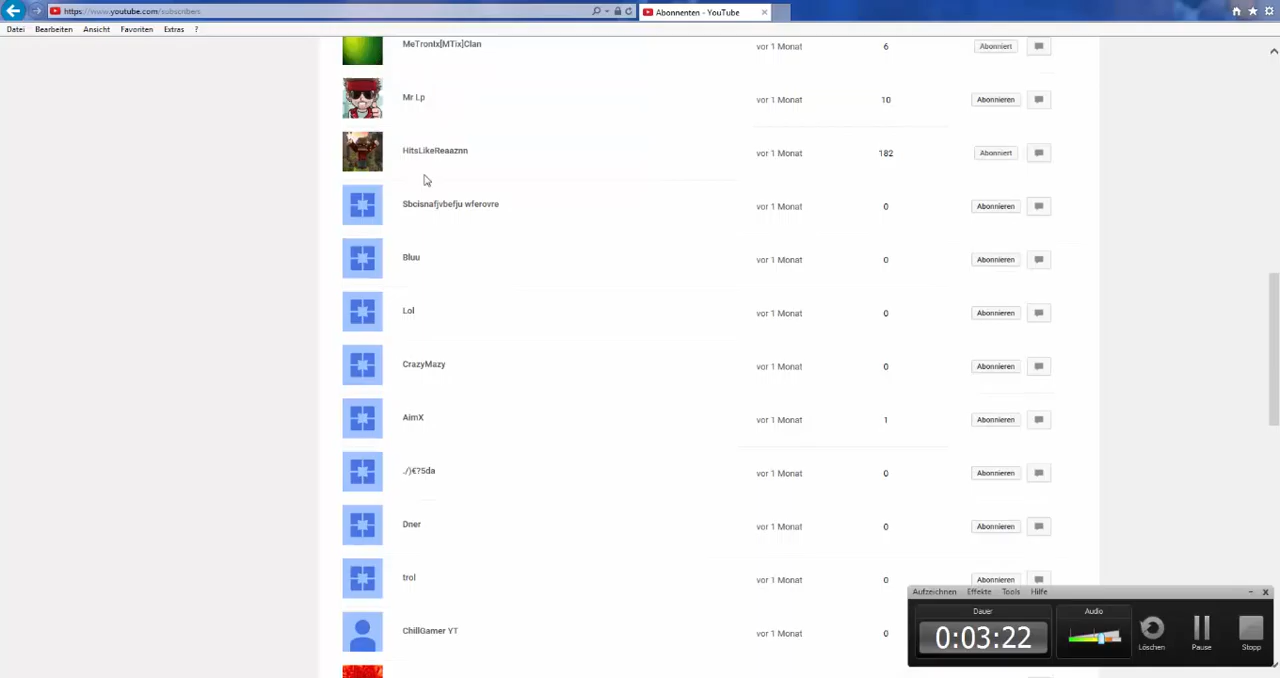 https://www.youtube.com/subscribers
Abonnenten - YouTube
Datei Bearbeiten Ansicht Favoriten Extras ?
MeTronIx[MTix]Clan vor 1 Monat 6 Abonniert
Mr Lp vor 1 Monat 10 Abonnieren
HitsLikeReaaznn vor 1 Monat 182 Abonniert
Sbcisnafjvbefju wferovre vor 1 Monat 0 Abonnieren
Bluu vor 1 Monat 0 Abonnieren
Lol vor 1 Monat 0 Abonnieren
CrazyMazy vor 1 Monat 0 Abonnieren
AimX vor 1 Monat 1 Abonnieren
./)€?5da vor 1 Monat 0 Abonnieren
Dner vor 1 Monat 0 Abonnieren
trol vor 1 Monat 0 Abonnieren
ChillGamer YT vor 1 Monat 0
Aufzeichnen Effekte Tools Hilfe
Dauer Audio
0:03:22
Löschen Pause Stopp